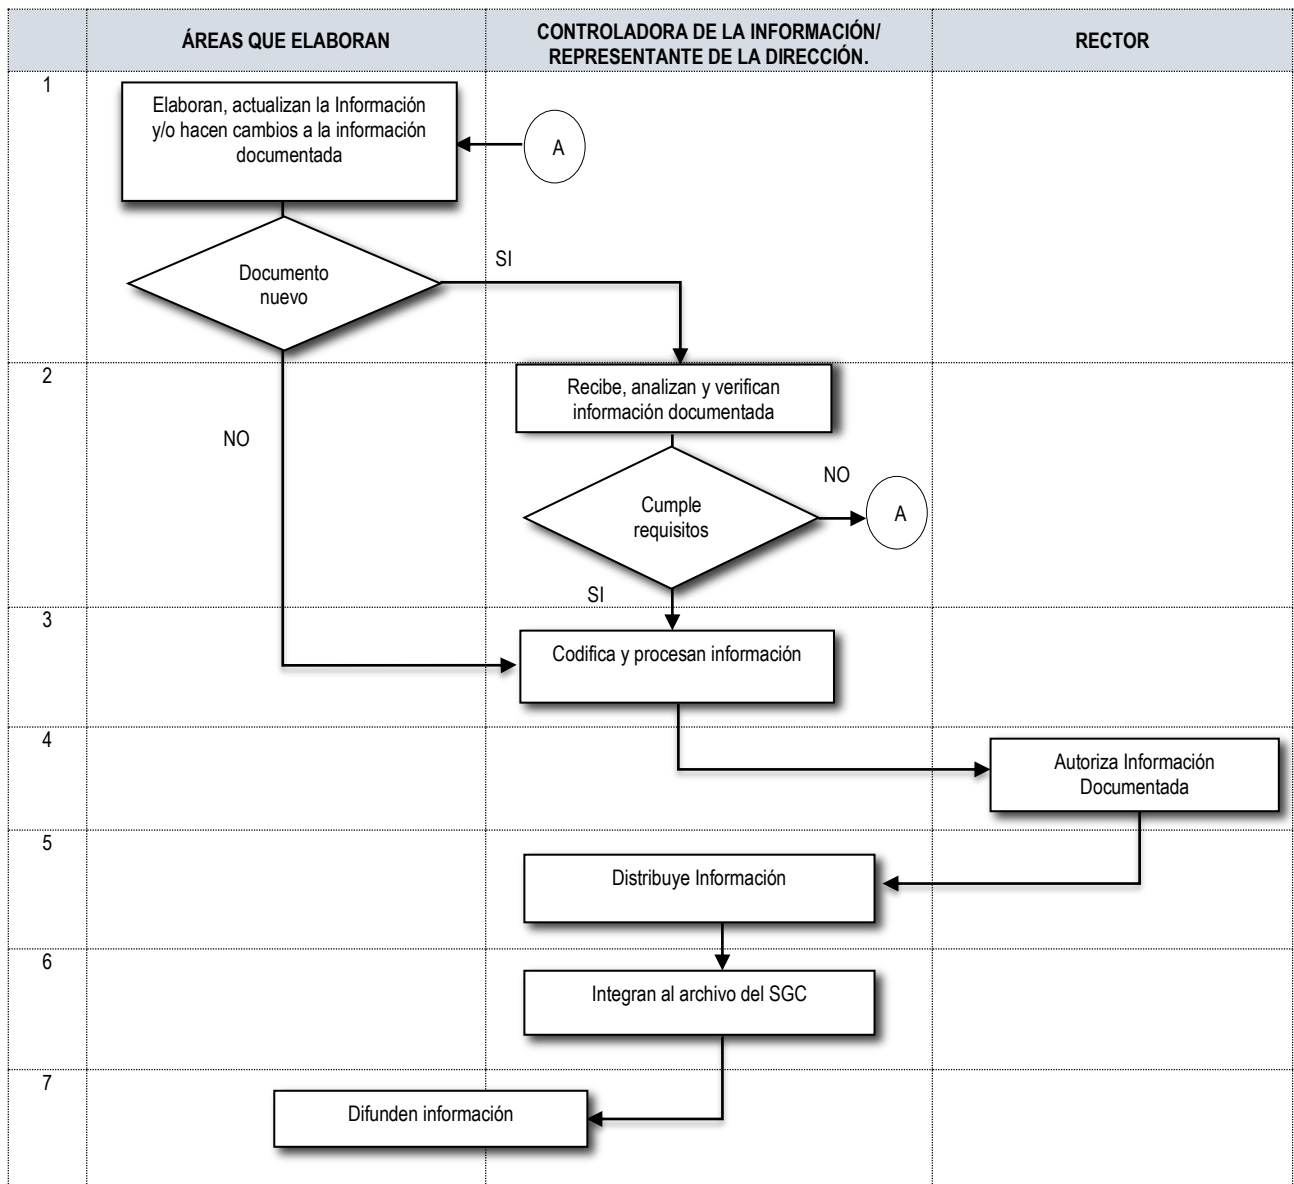 ÁREAS QUE ELABORAN
CONTROLADORA DE LA INFORMACIÓN/
REPRESENTANTE DE LA DIRECCIÓN.
RECTOR
1
Elaboran, actualizan la Información
y/o hacen cambios a la información
documentada
A
Documento
nuevo
SI
2
Recibe, analizan y verifican
información documentada
NO
NO
Cumple
requisitos
A
SI
3
Codifica y procesan información
4
Autoriza Información
Documentada
5
Distribuye Información
6
Integran al archivo del SGC
7
Difunden información